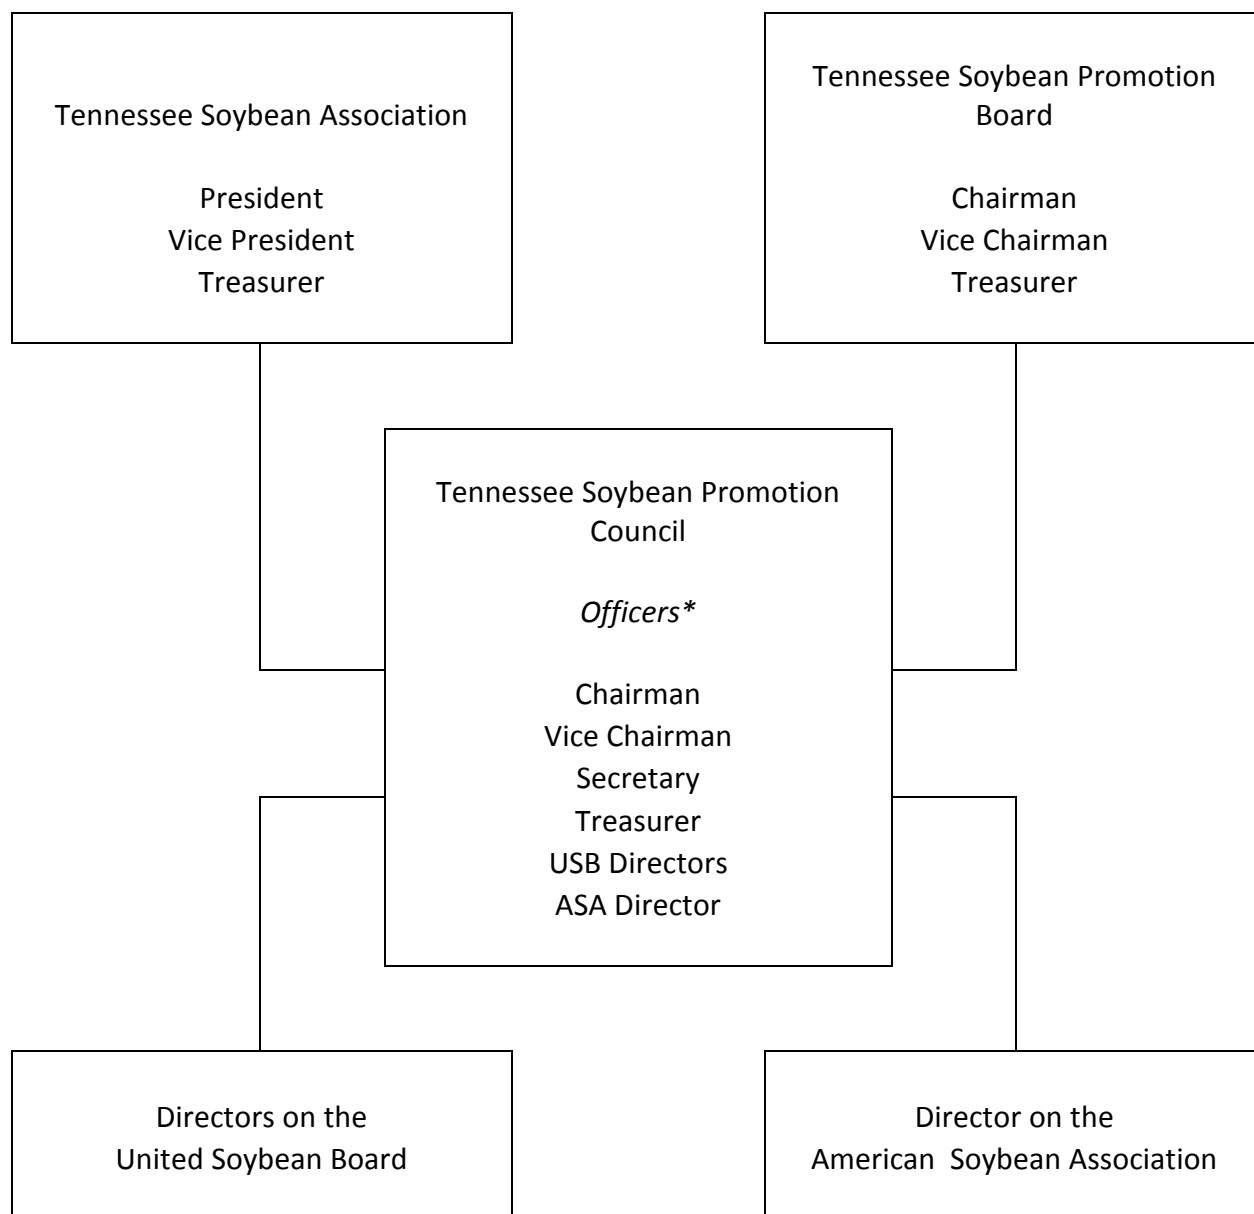 Tennessee Soybean Association
President
Vice President
Treasurer
Tennessee Soybean Promotion
Board
Chairman
Vice Chairman
Treasurer
Tennessee Soybean Promotion
Council
Officers*
Chairman
Vice Chairman
Secretary
Treasurer
USB Directors
ASA Director
Directors on the
United Soybean Board
Director on the
American Soybean Association